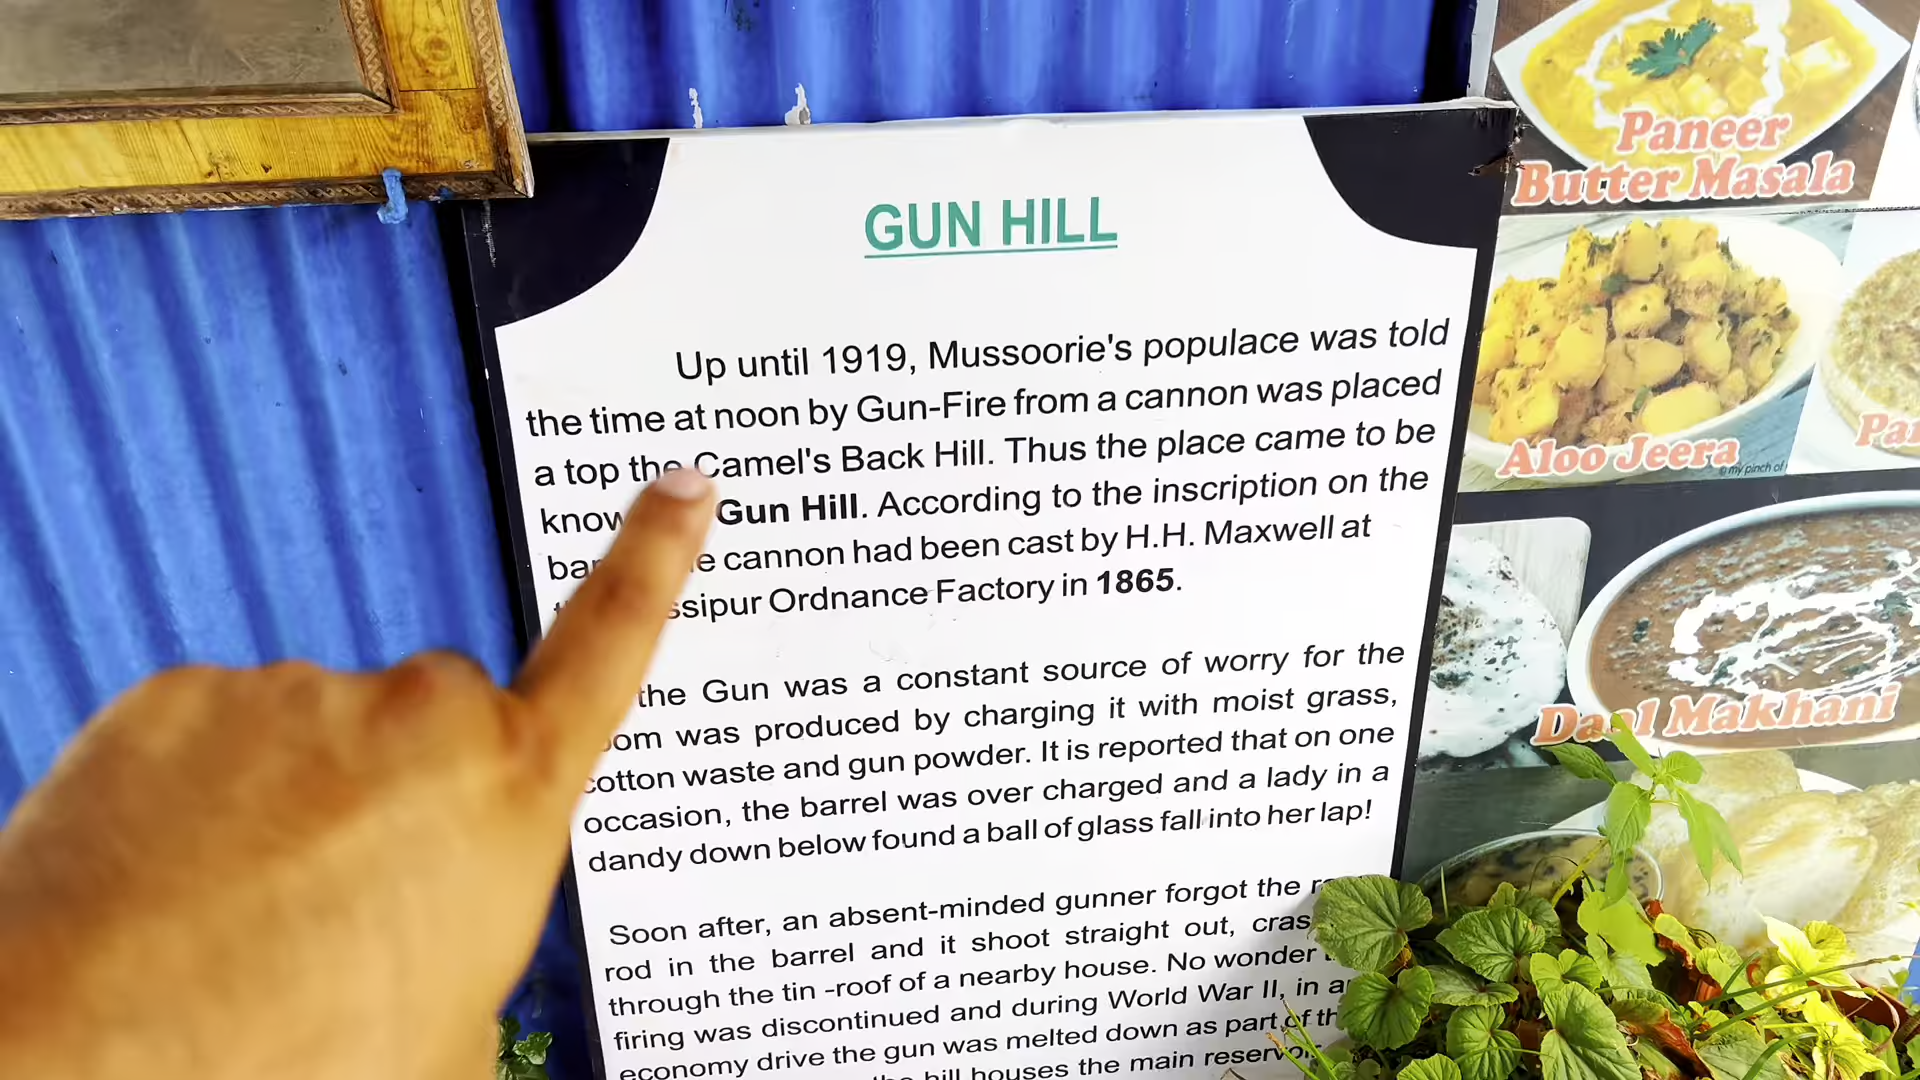 GUN HILL
Up until 1919, Mussoorie's populace was told
the time at noon by Gun-Fire from a cannon was placed
a top the Camel's Back Hill. Thus the place came to be
Gun Hill. According to the inscription on the
cannon had been cast by H.H. Maxwell at
Ordnance Factory in 1865.
the Gun was a constant source of worry for the
was produced by charging it with moist grass,
cotton waste and gun powder. It is reported that on one
occasion, the barrel was over charged and a lady in a
dandy down below found a ball of glass fall into her lap!
Soon after, an absent-minded gunner forgot the
rod in the barrel and it shoot straight out,
through the tin -roof of a nearby house. No wonder
firing was discontinued and during World War II, in
economy drive the gun was melted down as part of
hill houses the main reservoir
Paneer
Butter Masala
Aloo Jeera
my pinch of
Daal Makhani